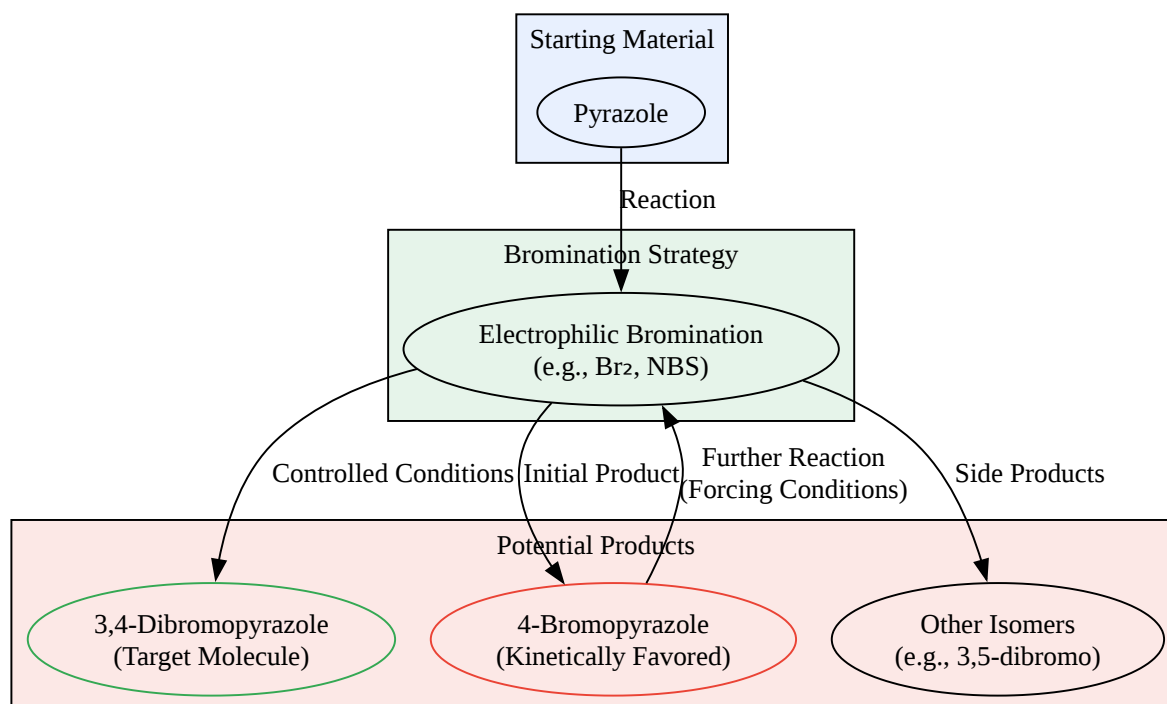 Starting Material
Pyrazole
Reaction
Bromination Strategy
Electrophilic Bromination
(e.g., Br₂, NBS)
Controlled Conditions
Initial Product
Further Reaction
(Forcing Conditions)
Side Products
Potential Products
3,4-Dibromopyrazole
(Target Molecule)
4-Bromopyrazole
(Kinetically Favored)
Other Isomers
(e.g., 3,5-dibromo)